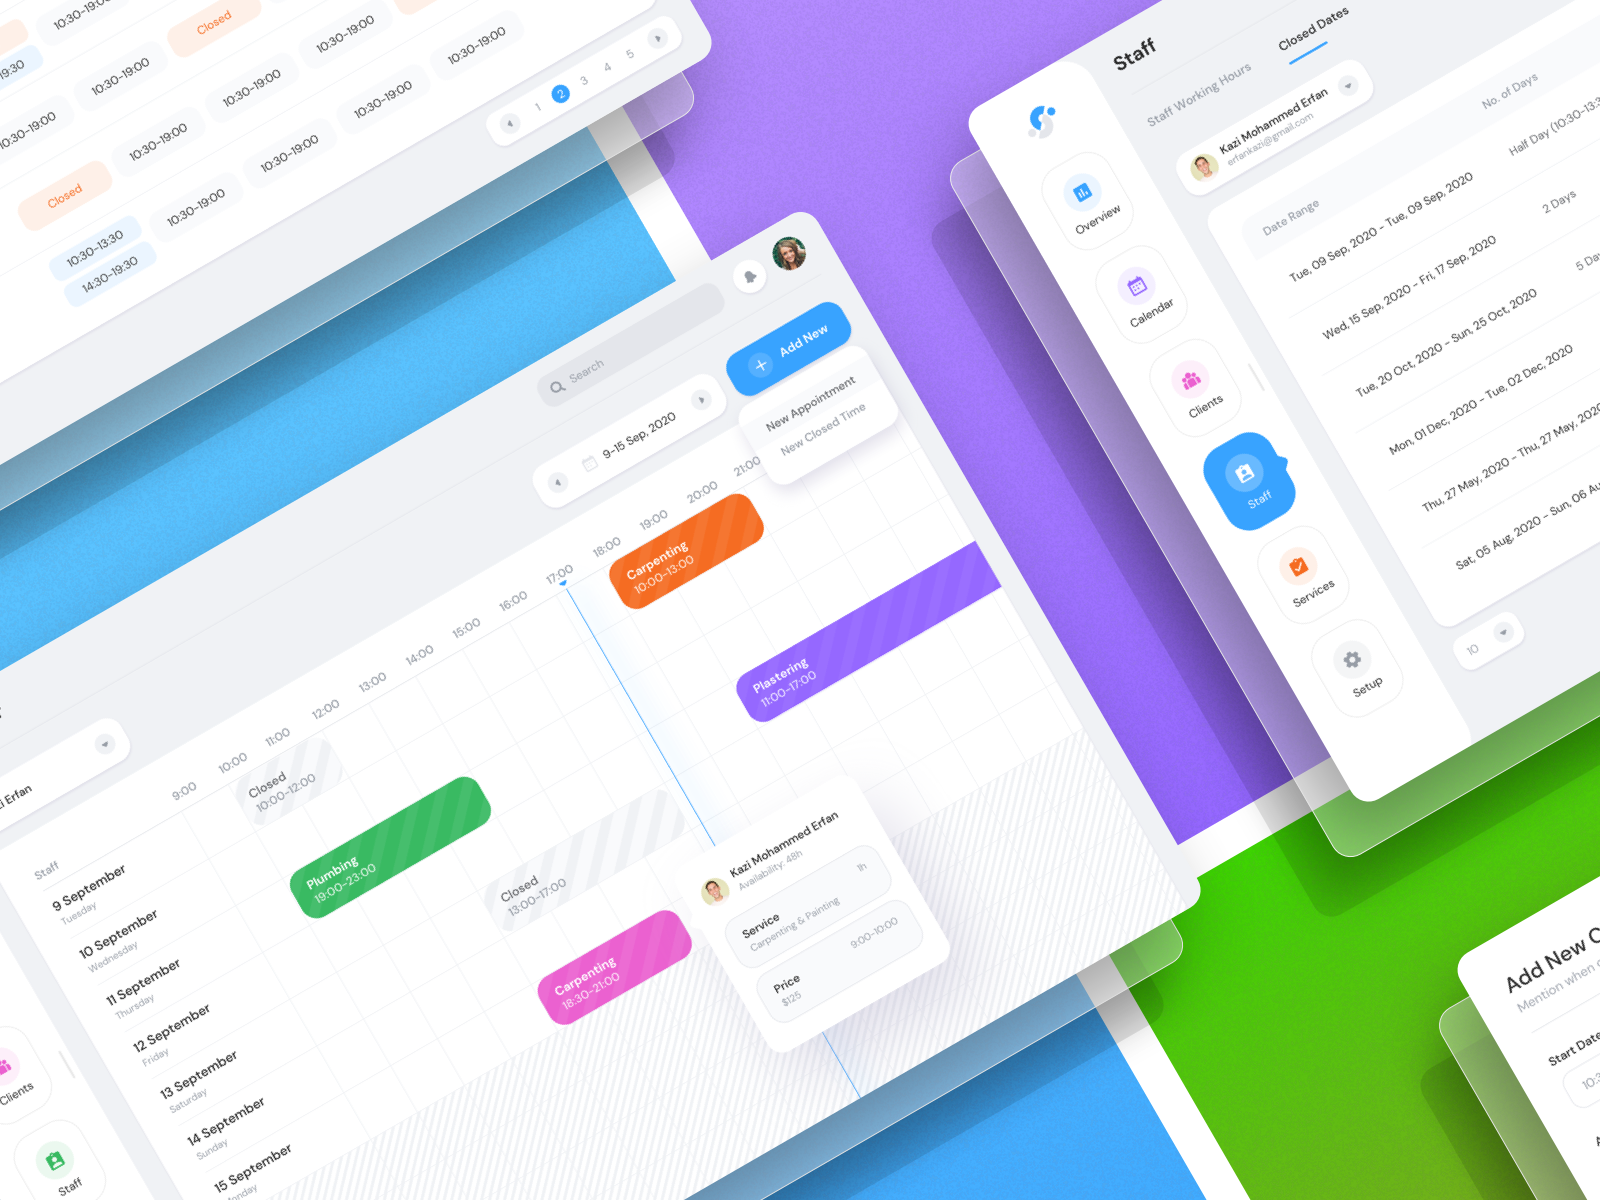 Closed
10:30-19:00
10:30-19:00
10:30-19:00
10:30-19:00
10:30-19:00
19:30
10:30-19:00
10:30-19:00
10:30-19:00
10:30-19:00
10:30-19:00
10:30-19:00
10:30-19:00
Closed
10:30-13:30
14:30-19:30
1 2 3 4 5
Search
Add New
New Appointment
New Closed Time
9-15 Sep, 2020
Erfan
Staff
9:00
10:00
11:00
12:00
13:00
14:00
15:00
16:00
17:00
18:00
19:00
20:00
21:00
9 September
Tuesday
10 September
Wednesday
11 September
Thursday
12 September
Friday
13 September
Saturday
14 September
Sunday
15 September
Closed
10:00-12:00
Plumbing
19:00-23:00
Closed
13:00-17:00
Carpenting
18:30-21:00
Carpenting
10:00-13:00
Plastering
11:00-17:00
Kazi Mohammed Erfan
Availability: 48h
Service
Carpenting & Painting
1h
Price
$125
9:00-10:00
Clients
Staff
Staff
Staff Working Hours
Closed Dates
Kazi Mohammed Erfan
erfankazi@gmail.com
Overview
Calendar
Clients
Staff
Services
Setup
Date Range
No. of Days
Tue, 09 Sep, 2020 - Tue, 09 Sep, 2020
Half Day (10:30-13:3
Wed, 15 Sep, 2020 - Fri, 17 Sep, 2020
2 Days
Tue, 20 Oct, 2020 - Sun, 25 Oct, 2020
5 Da
Mon, 01 Dec, 2020 - Tue, 02 Dec, 2020
Thu, 27 May, 2020 - Thu, 27 May, 2020
Sat, 05 Aug, 2020 - Sun, 06 Au
10
Add New C
Mention when
Start Date
10:3